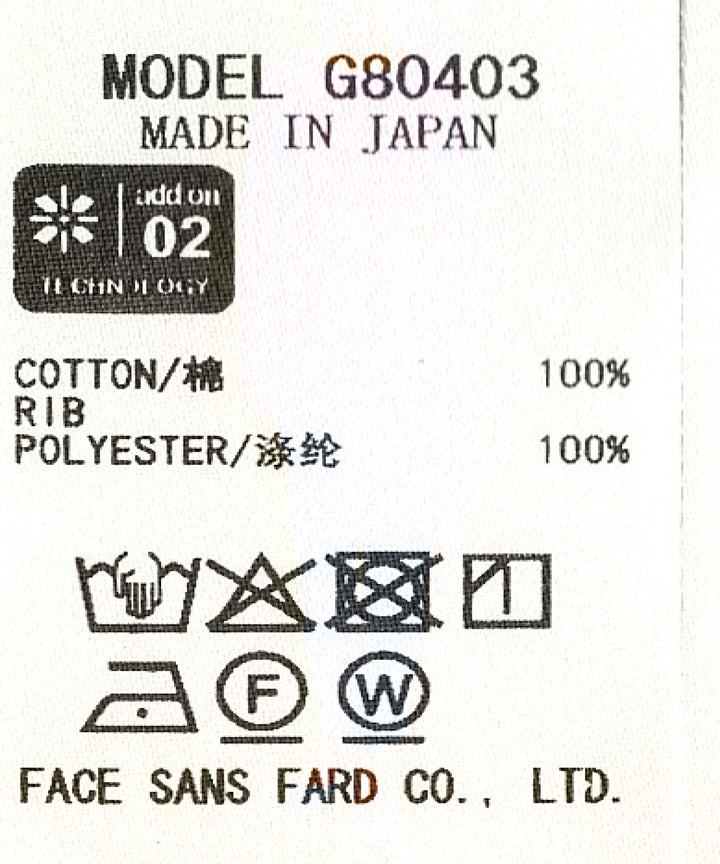 MODEL G80403
MADE IN JAPAN
add on
02
TECHNOLOGY
COTTON/棉 100%
RIB
POLYESTER/涤纶 100%
F W
FACE SANS FARD CO., LTD.